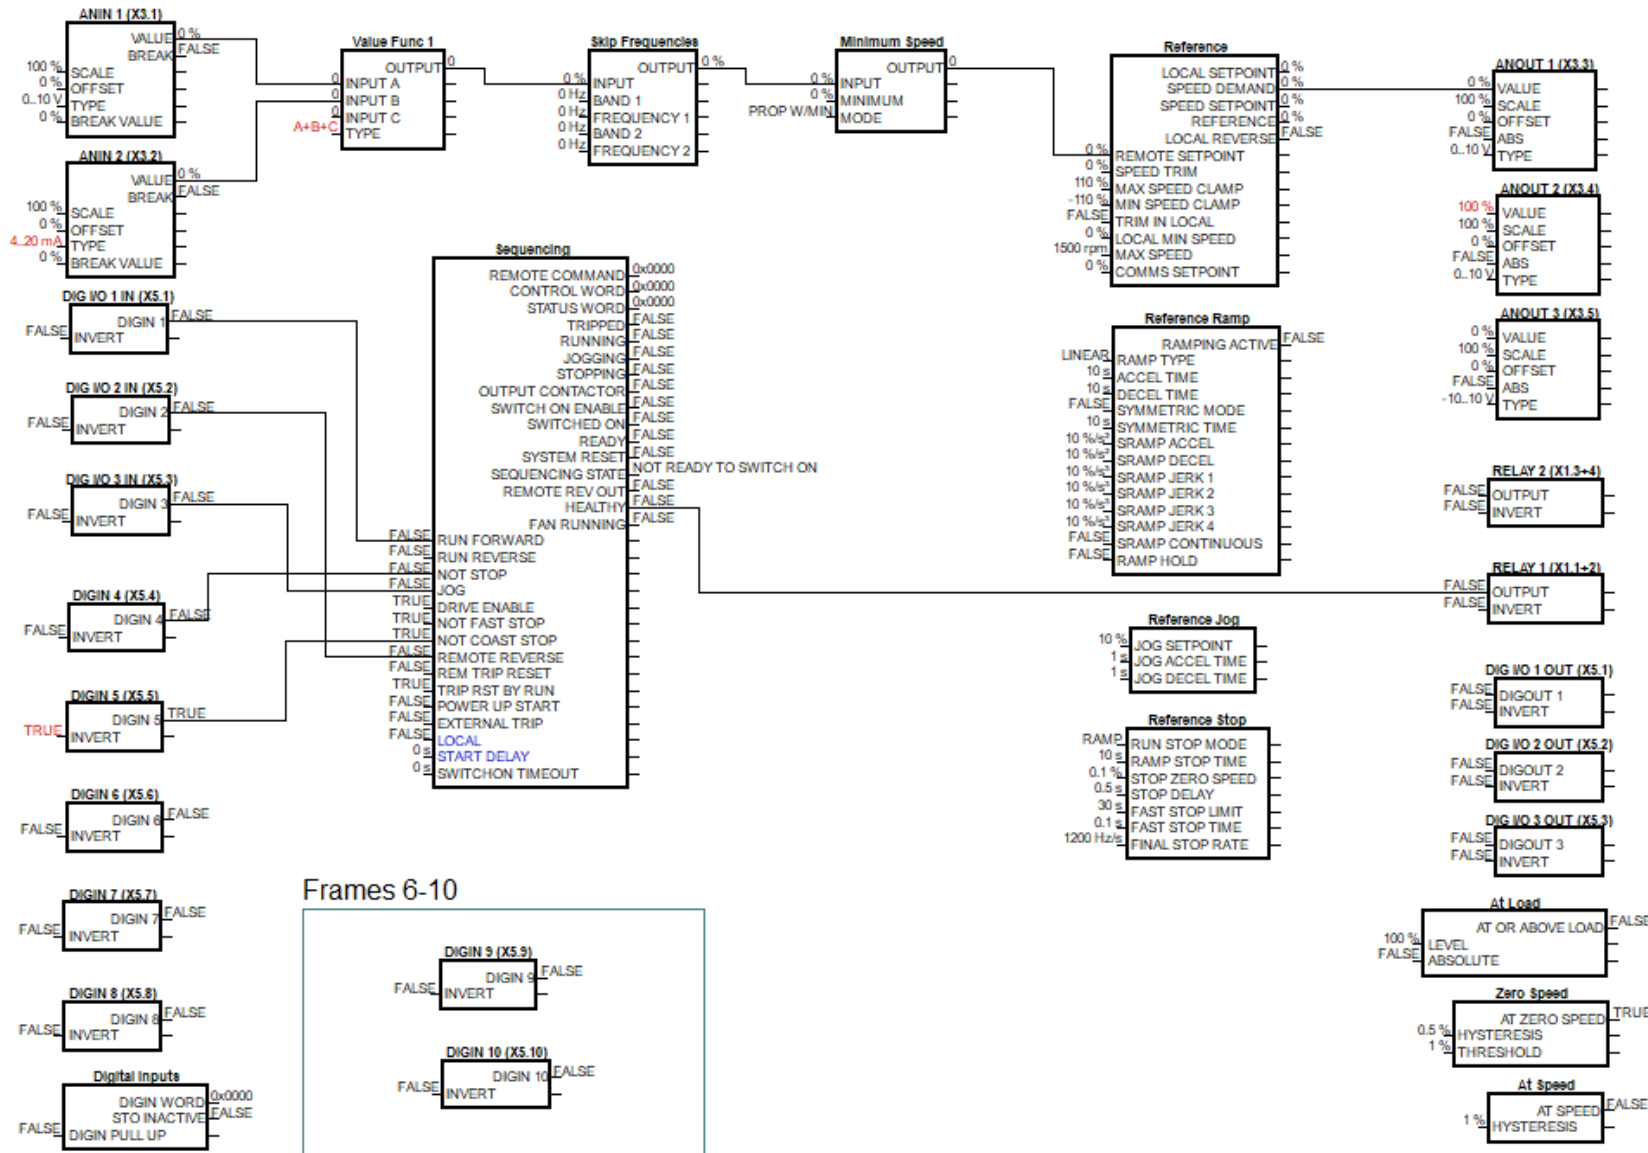 ANIN 1 (X3.1)
VALUE 0 %
BREAK FALSE
100 % SCALE
0 % OFFSET
0..10 V TYPE
0 % BREAK VALUE
ANIN 2 (X3.2)
VALUE 0 %
BREAK FALSE
100 % SCALE
0 % OFFSET
4..20 mA TYPE
0 % BREAK VALUE
DIG I/O 1 IN (X5.1)
DIGIN 1 FALSE
FALSE INVERT
DIG I/O 2 IN (X5.2)
DIGIN 2 FALSE
FALSE INVERT
DIG I/O 3 IN (X5.3)
DIGIN 3 FALSE
FALSE INVERT
DIGIN 4 (X5.4)
DIGIN 4 FALSE
FALSE INVERT
DIGIN 5 (X5.5)
DIGIN 5 TRUE
TRUE INVERT
DIGIN 6 (X5.6)
DIGIN 6 FALSE
FALSE INVERT
DIGIN 7 (X5.7)
DIGIN 7 FALSE
FALSE INVERT
DIGIN 8 (X5.8)
DIGIN 8 FALSE
FALSE INVERT
Digital Inputs
DIGIN WORD 0x0000
STO INACTIVE FALSE
FALSE DIGIN PULL UP
Value Func 1
OUTPUT 0
0 INPUT A
0 INPUT B
0 INPUT C
A+B+C TYPE
Skip Frequencies
OUTPUT 0 %
0 % INPUT
0 Hz BAND 1
0 Hz FREQUENCY 1
0 Hz BAND 2
0 Hz FREQUENCY 2
Minimum Speed
OUTPUT 0
0 % INPUT
0 % MINIMUM
PROP W/MIN MODE
Sequencing
REMOTE COMMAND 0x0000
CONTROL WORD 0x0000
STATUS WORD 0x0000
TRIPPED FALSE
RUNNING FALSE
JOGGING FALSE
STOPPING FALSE
OUTPUT CONTACTOR FALSE
SWITCH ON ENABLE FALSE
SWITCHED ON FALSE
READY FALSE
SYSTEM RESET FALSE
SEQUENCING STATE NOT READY TO SWITCH ON
REMOTE REV OUT FALSE
HEALTHY FALSE
FAN RUNNING FALSE
FALSE RUN FORWARD
FALSE RUN REVERSE
FALSE NOT STOP
FALSE JOG
TRUE DRIVE ENABLE
TRUE NOT FAST STOP
TRUE NOT COAST STOP
FALSE REMOTE REVERSE
FALSE REM TRIP RESET
TRUE TRIP RST BY RUN
FALSE POWER UP START
FALSE EXTERNAL TRIP
FALSE LOCAL
0 s START DELAY
0 s SWITCHON TIMEOUT
Frames 6-10
DIGIN 9 (X5.9)
DIGIN 9 FALSE
FALSE INVERT
DIGIN 10 (X5.10)
DIGIN 10 FALSE
FALSE INVERT
Reference
LOCAL SETPOINT 0 %
SPEED DEMAND 0 %
SPEED SETPOINT 0 %
REFERENCE 0 %
LOCAL REVERSE FALSE
0 % REMOTE SETPOINT
0 % SPEED TRIM
110 % MAX SPEED CLAMP
-110 % MIN SPEED CLAMP
FALSE TRIM IN LOCAL
0 % LOCAL MIN SPEED
1500 rpm MAX SPEED
0 % COMMS SETPOINT
Reference Ramp
RAMPING ACTIVE FALSE
LINEAR RAMP TYPE
10 s ACCEL TIME
10 s DECEL TIME
FALSE SYMMETRIC MODE
10 s SYMMETRIC TIME
10 %/s² SRAMP ACCEL
10 %/s² SRAMP DECEL
10 %/s³ SRAMP JERK 1
10 %/s³ SRAMP JERK 2
10 %/s³ SRAMP JERK 3
10 %/s³ SRAMP JERK 4
FALSE SRAMP CONTINUOUS
FALSE RAMP HOLD
Reference Jog
10 % JOG SETPOINT
1 s JOG ACCEL TIME
1 s JOG DECEL TIME
Reference Stop
RAMP RUN STOP MODE
10 s RAMP STOP TIME
0.1 % STOP ZERO SPEED
0.5 s STOP DELAY
30 s FAST STOP LIMIT
0.1 s FAST STOP TIME
1200 Hz/s FINAL STOP RATE
ANOUT 1 (X3.3)
0 % VALUE
100 % SCALE
0 % OFFSET
FALSE ABS
0..10 V TYPE
ANOUT 2 (X3.4)
100 % VALUE
100 % SCALE
0 % OFFSET
FALSE ABS
0..10 V TYPE
ANOUT 3 (X3.5)
0 % VALUE
100 % SCALE
0 % OFFSET
FALSE ABS
-10..10 V TYPE
RELAY 2 (X1.3+4)
FALSE OUTPUT
FALSE INVERT
RELAY 1 (X1.1+2)
FALSE OUTPUT
FALSE INVERT
DIG I/O 1 OUT (X5.1)
FALSE DIGOUT 1
FALSE INVERT
DIG I/O 2 OUT (X5.2)
FALSE DIGOUT 2
FALSE INVERT
DIG I/O 3 OUT (X5.3)
FALSE DIGOUT 3
FALSE INVERT
At Load
AT OR ABOVE LOAD FALSE
100 % LEVEL
FALSE ABSOLUTE
Zero Speed
AT ZERO SPEED TRUE
0.5 % HYSTERESIS
1 % THRESHOLD
At Speed
AT SPEED FALSE
1 % HYSTERESIS